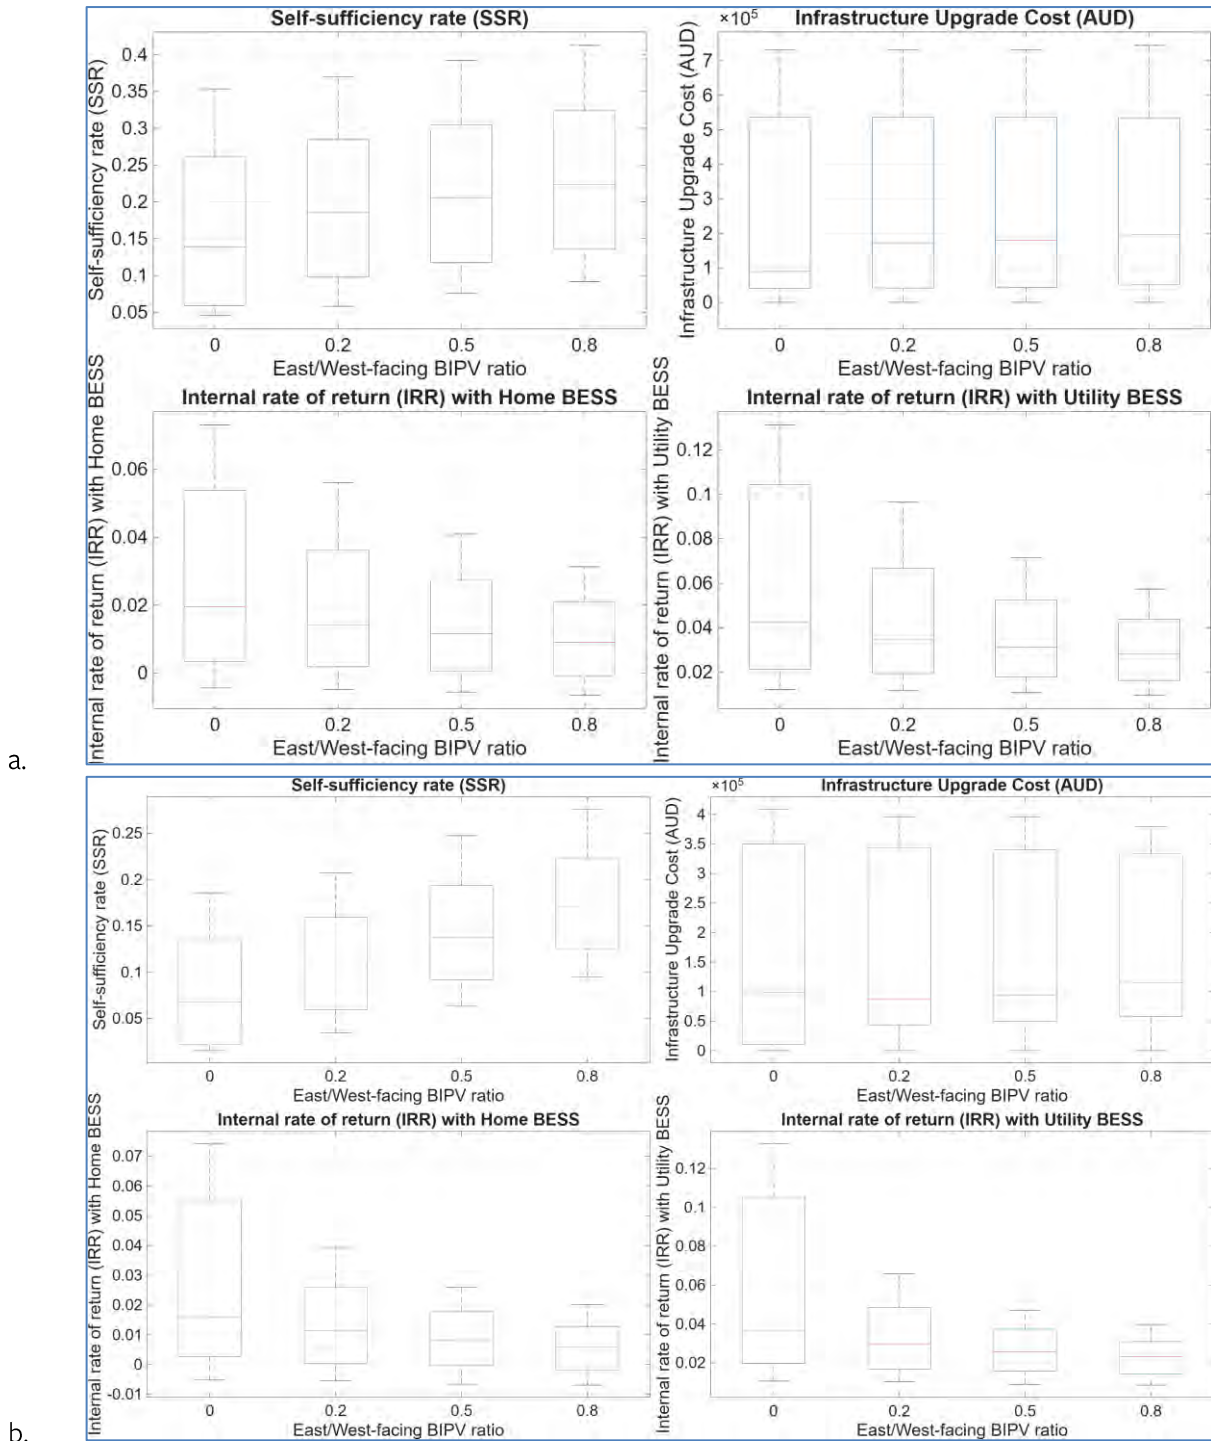 Self-sufficiency rate (SSR)
Self-sufficiency rate (SSR)
0.4
0.35
0.3
0.25
0.2
0.15
0.1
0.05
0 0.2 0.5 0.8
East/West-facing BIPV ratio
×10⁵ Infrastructure Upgrade Cost (AUD)
Infrastructure Upgrade Cost (AUD)
7
6
5
4
3
2
1
0
0 0.2 0.5 0.8
East/West-facing BIPV ratio
Internal rate of return (IRR) with Home BESS
Internal rate of return (IRR) with Home BESS
0.06
0.04
0.02
0
0 0.2 0.5 0.8
East/West-facing BIPV ratio
Internal rate of return (IRR) with Utility BESS
Internal rate of return (IRR) with Utility BESS
0.12
0.1
0.08
0.06
0.04
0.02
0 0.2 0.5 0.8
East/West-facing BIPV ratio
a.
Self-sufficiency rate (SSR)
Self-sufficiency rate (SSR)
0.25
0.2
0.15
0.1
0.05
0 0.2 0.5 0.8
East/West-facing BIPV ratio
×10⁵ Infrastructure Upgrade Cost (AUD)
Infrastructure Upgrade Cost (AUD)
4
3.5
3
2.5
2
1.5
1
0.5
0
0 0.2 0.5 0.8
East/West-facing BIPV ratio
Internal rate of return (IRR) with Home BESS
Internal rate of return (IRR) with Home BESS
0.07
0.06
0.05
0.04
0.03
0.02
0.01
0
-0.01
0 0.2 0.5 0.8
East/West-facing BIPV ratio
Internal rate of return (IRR) with Utility BESS
Internal rate of return (IRR) with Utility BESS
0.12
0.1
0.08
0.06
0.04
0.02
0 0.2 0.5 0.8
East/West-facing BIPV ratio
b.